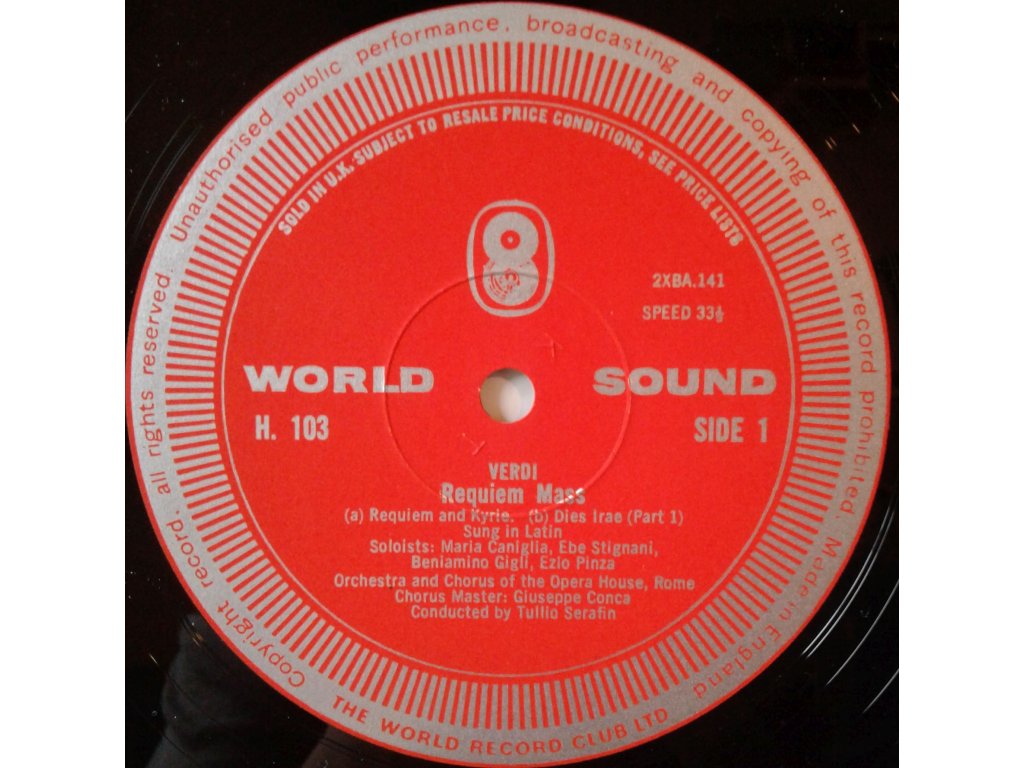 Copyright record, all rights reserved. Unauthorised public performance, broadcasting and copying of this record prohibited. Made in England
SOLD IN U.K. SUBJECT TO RESALE PRICE CONDITIONS, SEE PRICE LISTS
2XBA.141
SPEED 33⅓
WORLD SOUND
H. 103 SIDE 1
VERDI
Requiem Mass
(a) Requiem and Kyrie. (b) Dies Irae (Part 1)
Sung in Latin
Soloists: Maria Caniglia, Ebe Stignani,
Beniamino Gigli, Ezio Pinza
Orchestra and Chorus of the Opera House, Rome
Chorus Master: Giuseppe Conca
Conducted by Tullio Serafin
THE WORLD RECORD CLUB LTD